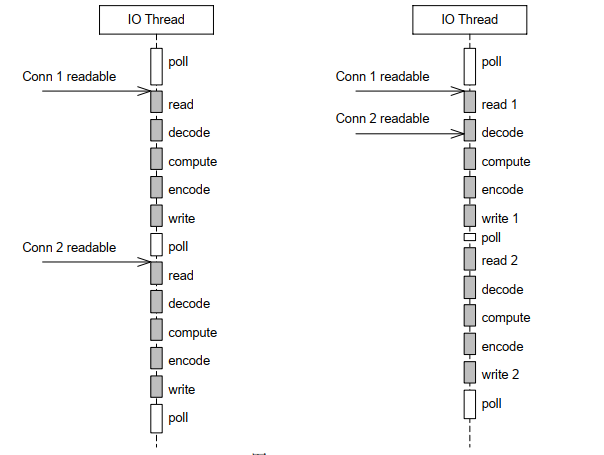 IO Thread
poll
Conn 1 readable
read
decode
compute
encode
write
Conn 2 readable
poll
read
decode
compute
encode
write
poll
IO Thread
poll
Conn 1 readable
read 1
Conn 2 readable
decode
compute
encode
write 1
poll
read 2
decode
compute
encode
write 2
poll